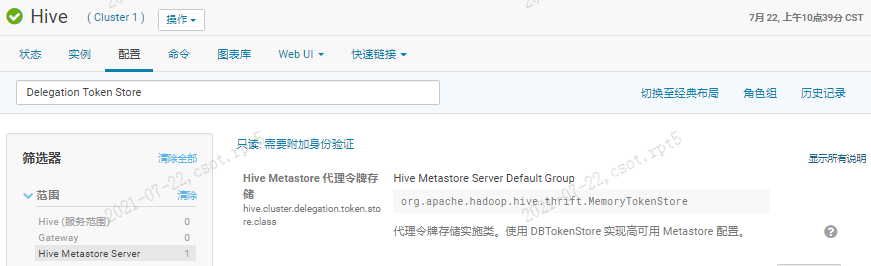 Hive ( Cluster 1 ) 操作 7月 22, 上午10点39分 CST
状态 实例 配置 命令 图表库 Web UI 快速链接
Delegation Token Store 切换至经典布局 角色组 历史记录
筛选器 清除全部
范围 清除
Hive (服务范围) 0
Gateway 0
Hive Metastore Server 1
只读: 需要附加身份验证
显示所有说明
Hive Metastore 代理令牌存
储
hive.cluster.delegation.token.sto
re.class
Hive Metastore Server Default Group
org.apache.hadoop.hive.thrift.MemoryTokenStore
代理令牌存储实施类。使用 DBTokenStore 实现高可用 Metastore 配置。
2021-07-22,csot.rpt5
2021-07-22,csot.rpt5